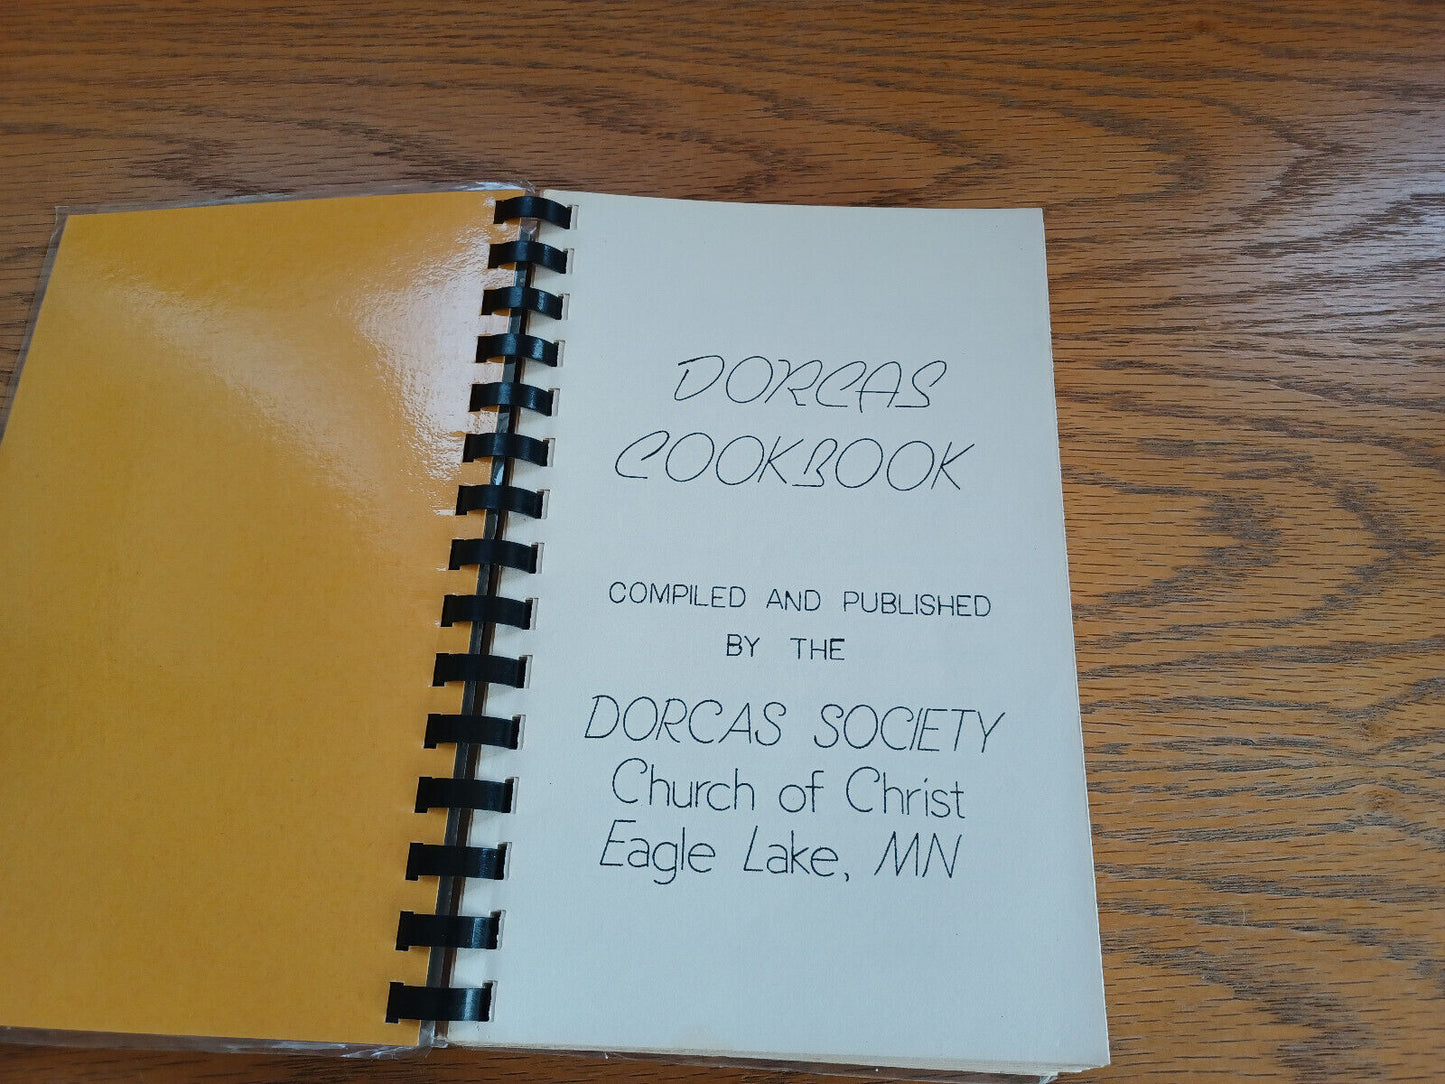 DORCAS
COOKBOOK
COMPILED AND PUBLISHED
BY THE
DORCAS SOCIETY
Church of Christ
Eagle Lake, MN